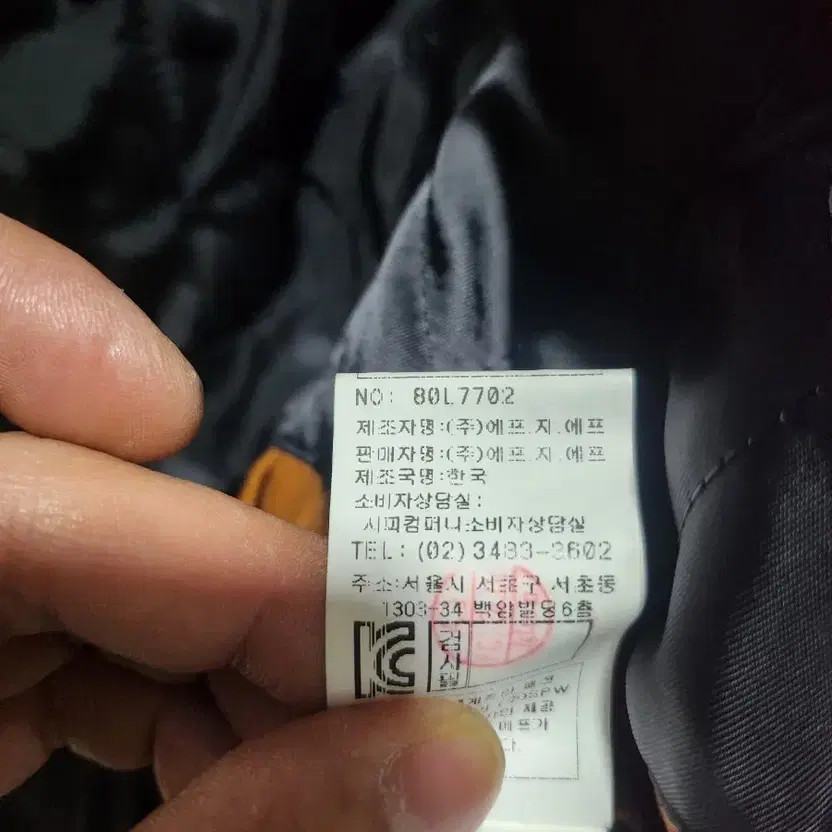 NO: 80L7702
제조자명:(주)에프.지.에프
판매자명:(주)에프.지.에프
제조국명:한국
소비자상담실:
시피컴퍼니소비자상담실
TEL:(02)3483-3602
주소:서울시 서초구 서초동
1303-34 백암빌딩6층
검사필
제공